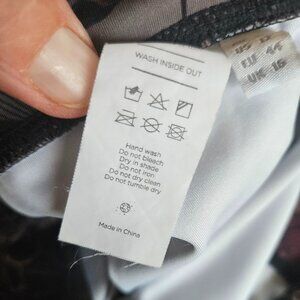 WASH INSIDE OUT
Hand wash
Do not bleach
Dry in shade
Do not iron
Do not dry clean
Do not tumble dry
Made in China
EU 44
UK 16